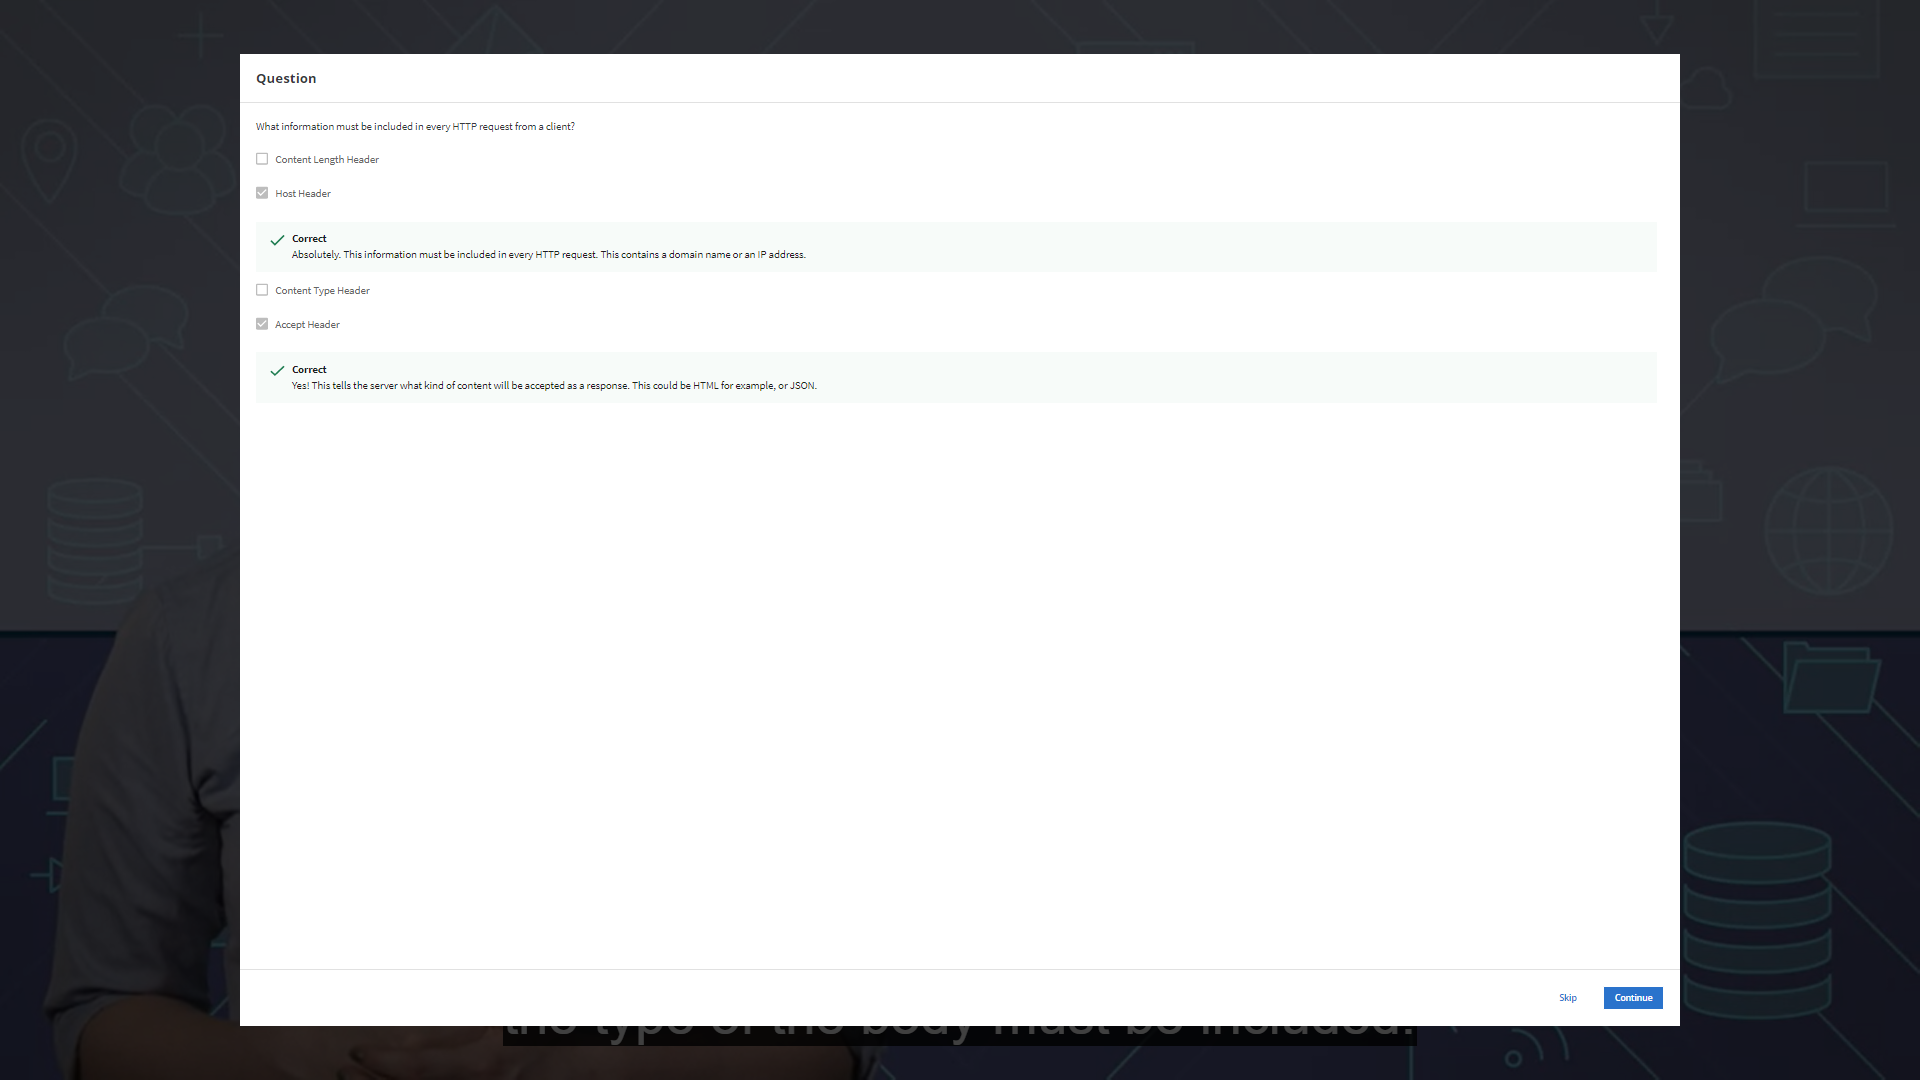 Question
What information must be included in every HTTP request from a client?
Content Length Header
Host Header
Correct
Absolutely. This information must be included in every HTTP request. This contains a domain name or an IP address.
Content Type Header
Accept Header
Correct
Yes! This tells the server what kind of content will be accepted as a response. This could be HTML for example, or JSON.
Skip
Continue
the type of the body must be included.